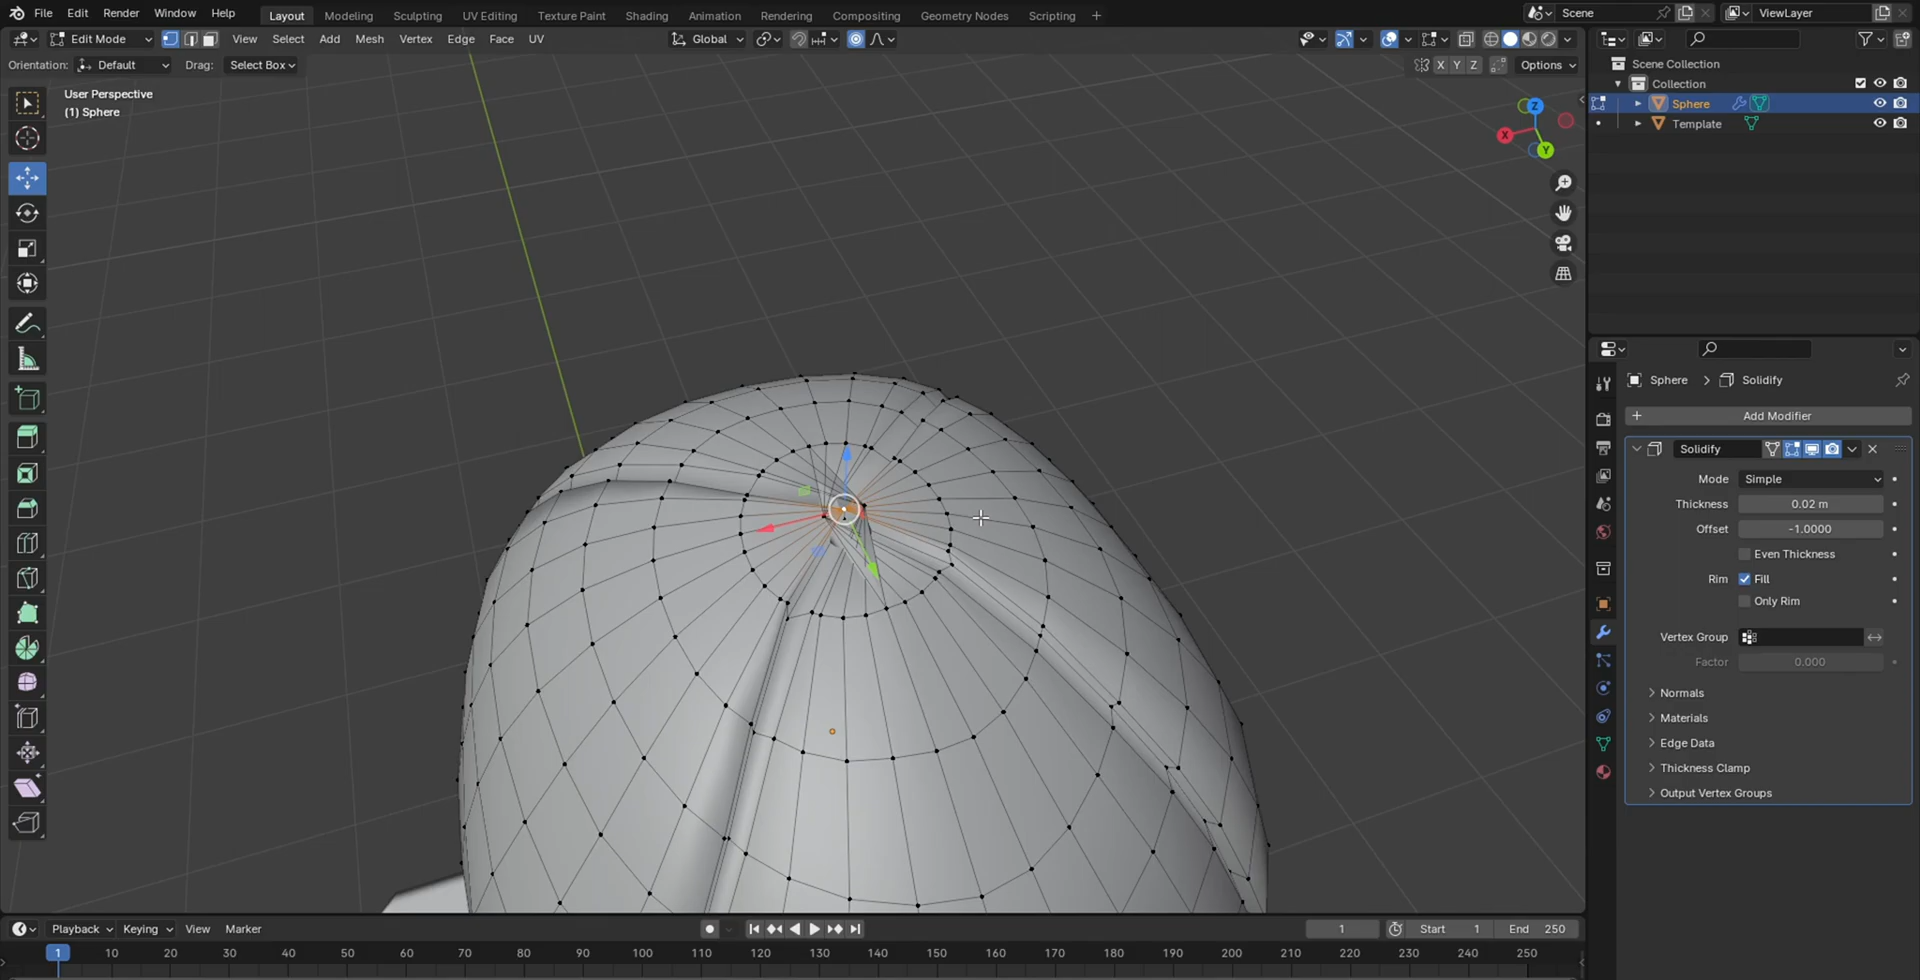 File Edit Render Window Help Layout Modeling Sculpting UV Editing Texture Paint Shading Animation Rendering Compositing Geometry Nodes Scripting + Scene ViewLayer
Edit Mode View Select Add Mesh Vertex Edge Face UV Global
Orientation: Default Drag: Select Box X Y Z Options
User Perspective
(1) Sphere
Z
X
Y
Scene Collection
Collection
Sphere
Template
Sphere > Solidify
+ Add Modifier
Solidify
Mode Simple
Thickness 0.02 m
Offset -1.0000
Even Thickness
Rim Fill
Only Rim
Vertex Group
Factor 0.000
Normals
Materials
Edge Data
Thickness Clamp
Output Vertex Groups
Playback Keying View Marker 1 Start 1 End 250
1 10 20 30 40 50 60 70 80 90 100 110 120 130 140 150 160 170 180 190 200 210 220 230 240 250